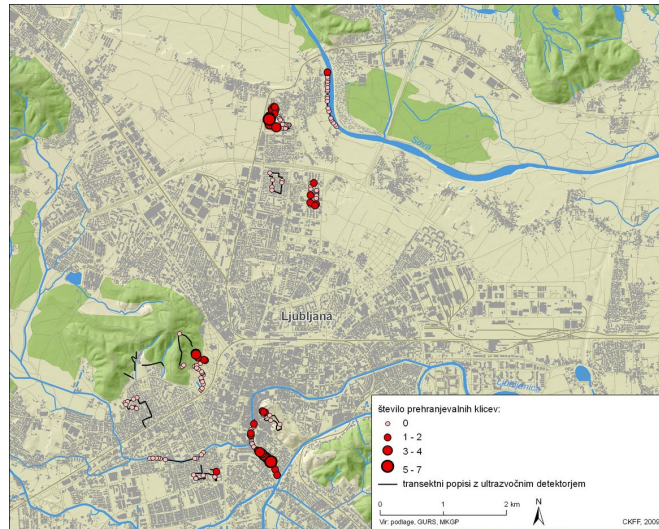 Sava
Ljubljana
Ljubljanica
število prehranjevalnih klicev:
0
1 - 2
3 - 4
5 - 7
transektni popisi z ultrazvočnim detektorjem
0 1 2 km
N
Vir: podlage, GURS, MKGP
CKFF, 2009